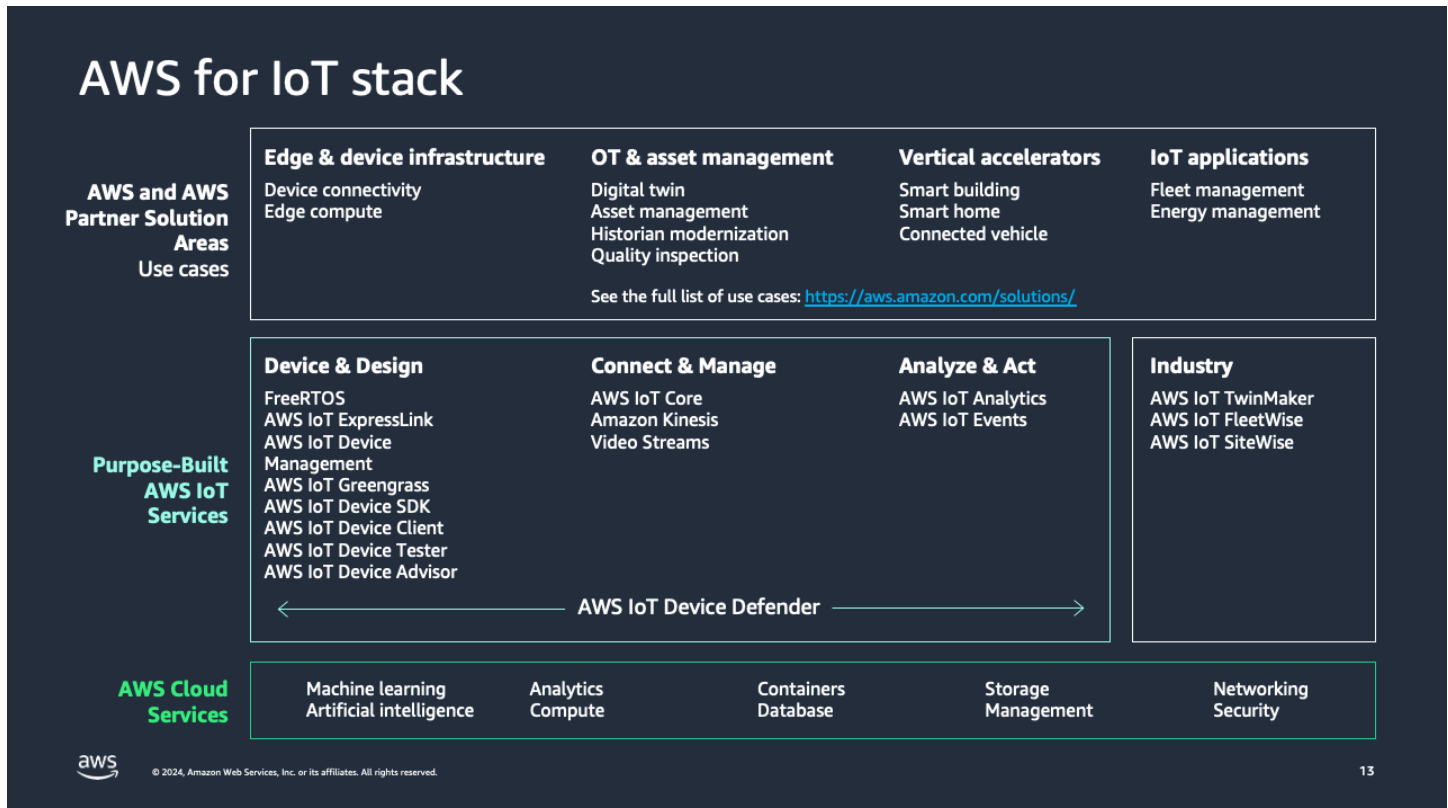 AWS for IoT stack
AWS and AWS
Partner Solution
Areas
Use cases
Edge & device infrastructure
Device connectivity
Edge compute
OT & asset management
Digital twin
Asset management
Historian modernization
Quality inspection
Vertical accelerators
Smart building
Smart home
Connected vehicle
IoT applications
Fleet management
Energy management
See the full list of use cases: https://aws.amazon.com/solutions/
Purpose-Built
AWS IoT
Services
Device & Design
FreeRTOS
AWS IoT ExpressLink
AWS IoT Device
Management
AWS IoT Greengrass
AWS IoT Device SDK
AWS IoT Device Client
AWS IoT Device Tester
AWS IoT Device Advisor
Connect & Manage
AWS IoT Core
Amazon Kinesis
Video Streams
Analyze & Act
AWS IoT Analytics
AWS IoT Events
AWS IoT Device Defender
Industry
AWS IoT TwinMaker
AWS IoT FleetWise
AWS IoT SiteWise
AWS Cloud
Services
Machine learning
Artificial intelligence
Analytics
Compute
Containers
Database
Storage
Management
Networking
Security
aws
© 2024, Amazon Web Services, Inc. or its affiliates. All rights reserved.
13